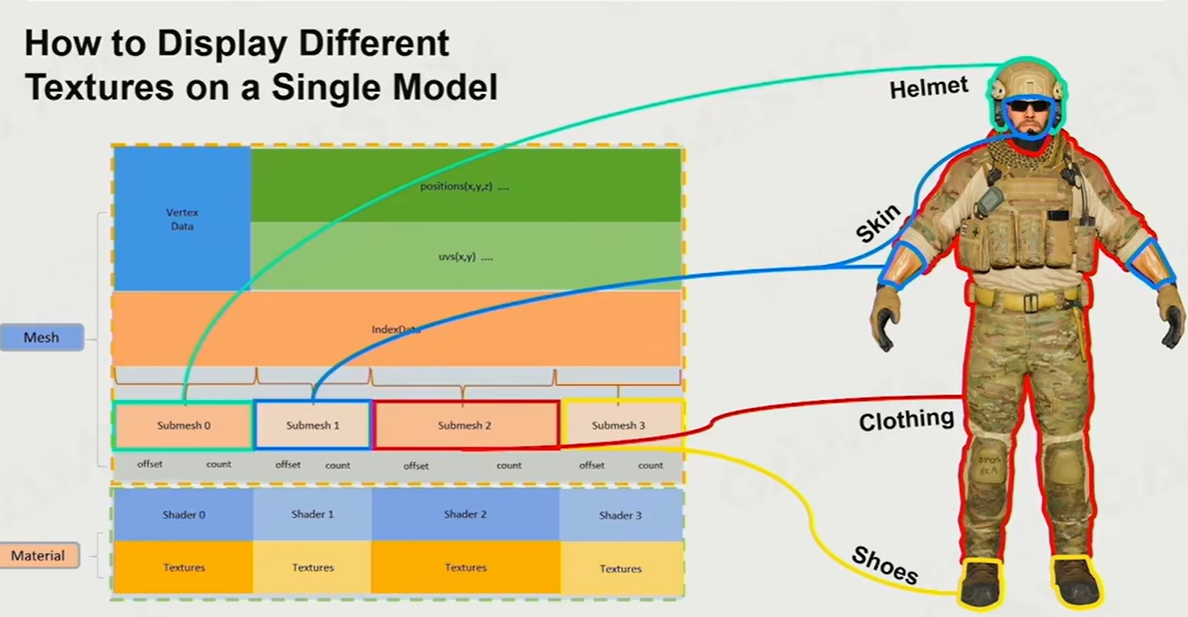 How to Display Different
Textures on a Single Model
Helmet
Skin
Clothing
Shoes
Mesh
Vertex
Data
positions(x,y,z) ....
uvs(x,y) ....
IndexData
Submesh 0
Submesh 1
Submesh 2
Submesh 3
offset count offset count offset count offset count
Material
Shader 0
Shader 1
Shader 2
Shader 3
Textures
Textures
Textures
Textures